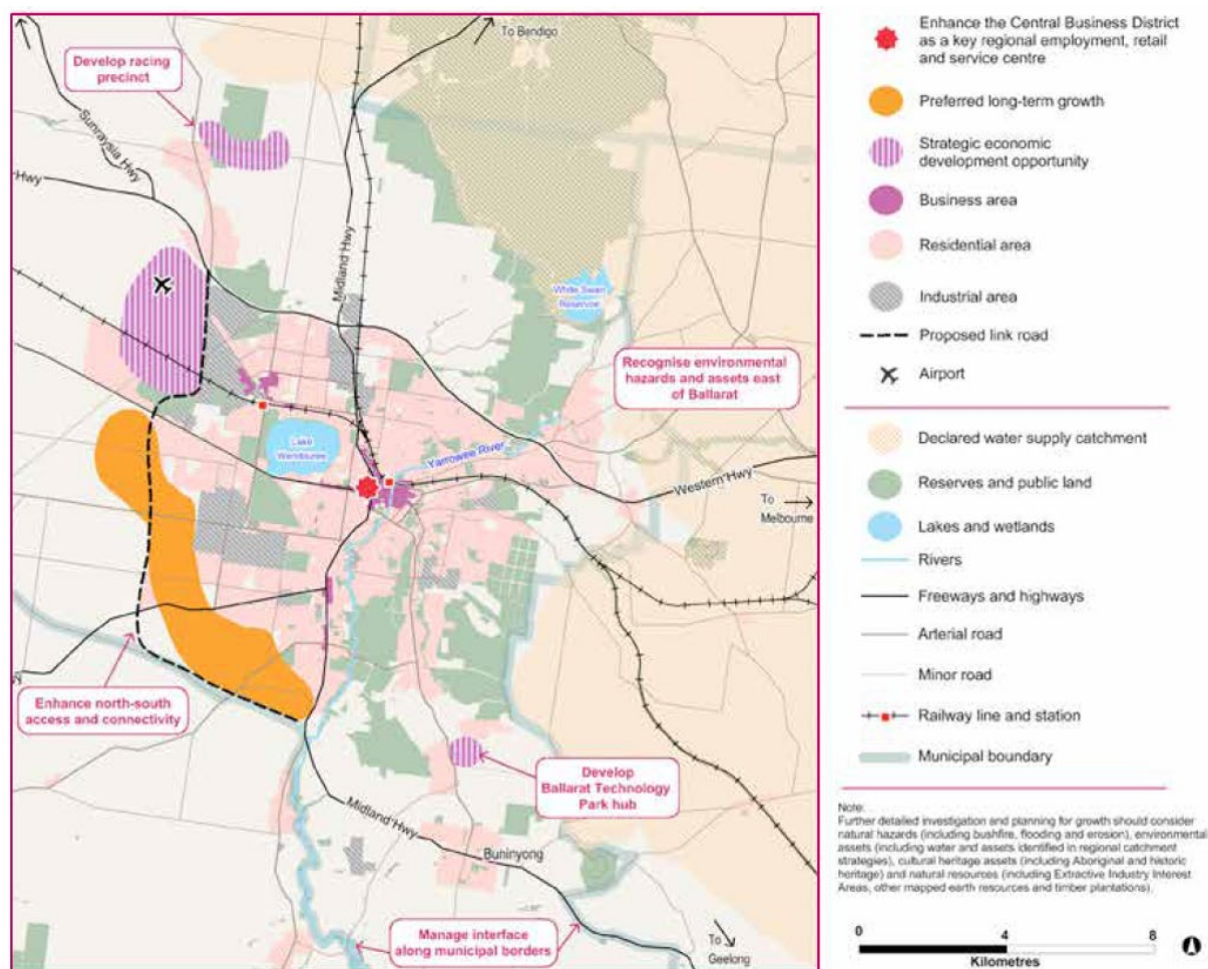 To Bendigo
Develop racing
precinct
Sunraysia Hwy
Hwy
Midland Hwy
Midland Hwy
White Swan
Reservoir
Recognise environmental
hazards and assets east
of Ballarat
Lake
Wendouree
Yarrowee River
Western Hwy
To
Melbourne
Enhance north-south
access and connectivity
Develop
Ballarat Technology
Park hub
Midland Hwy
Buninyong
Manage interface
along municipal borders
To
Geelong
Enhance the Central Business District
as a key regional employment, retail
and service centre
Preferred long-term growth
Strategic economic
development opportunity
Business area
Residential area
Industrial area
Proposed link road
Airport
Declared water supply catchment
Reserves and public land
Lakes and wetlands
Rivers
Freeways and highways
Arterial road
Minor road
Railway line and station
Municipal boundary
Note:
Further detailed investigation and planning for growth should consider
natural hazards (including bushfire, flooding and erosion), environmental
assets (including water and assets identified in regional catchment
strategies), cultural heritage assets (including Aboriginal and historic
heritage) and natural resources (including Extractive Industry Interest
Areas, other mapped earth resources and timber plantations).
0 4 8
Kilometres